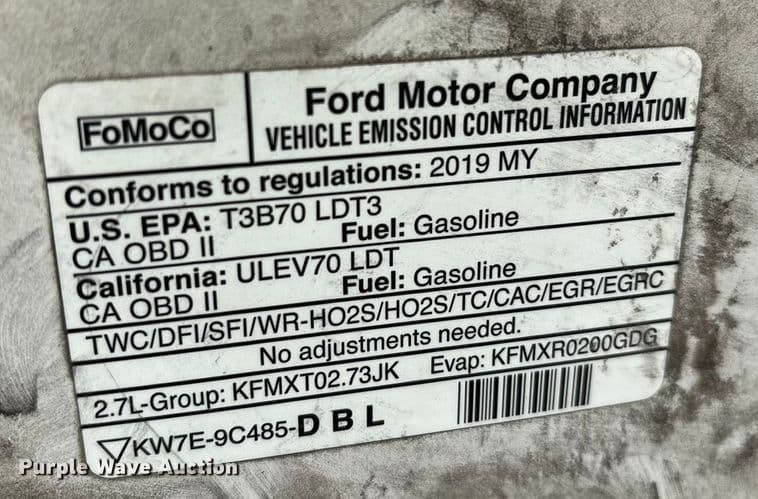 FoMoCo
Ford Motor Company
VEHICLE EMISSION CONTROL INFORMATION
Conforms to regulations: 2019 MY
U.S. EPA: T3B70 LDT3
CA OBD II Fuel: Gasoline
California: ULEV70 LDT
CA OBD II Fuel: Gasoline
TWC/DFI/SFI/WR-HO2S/HO2S/TC/CAC/EGR/EGRC
No adjustments needed.
2.7L-Group: KFMXT02.73JK Evap: KFMXR0200GDG
KW7E-9C485-D B L
Purple Wave Auction